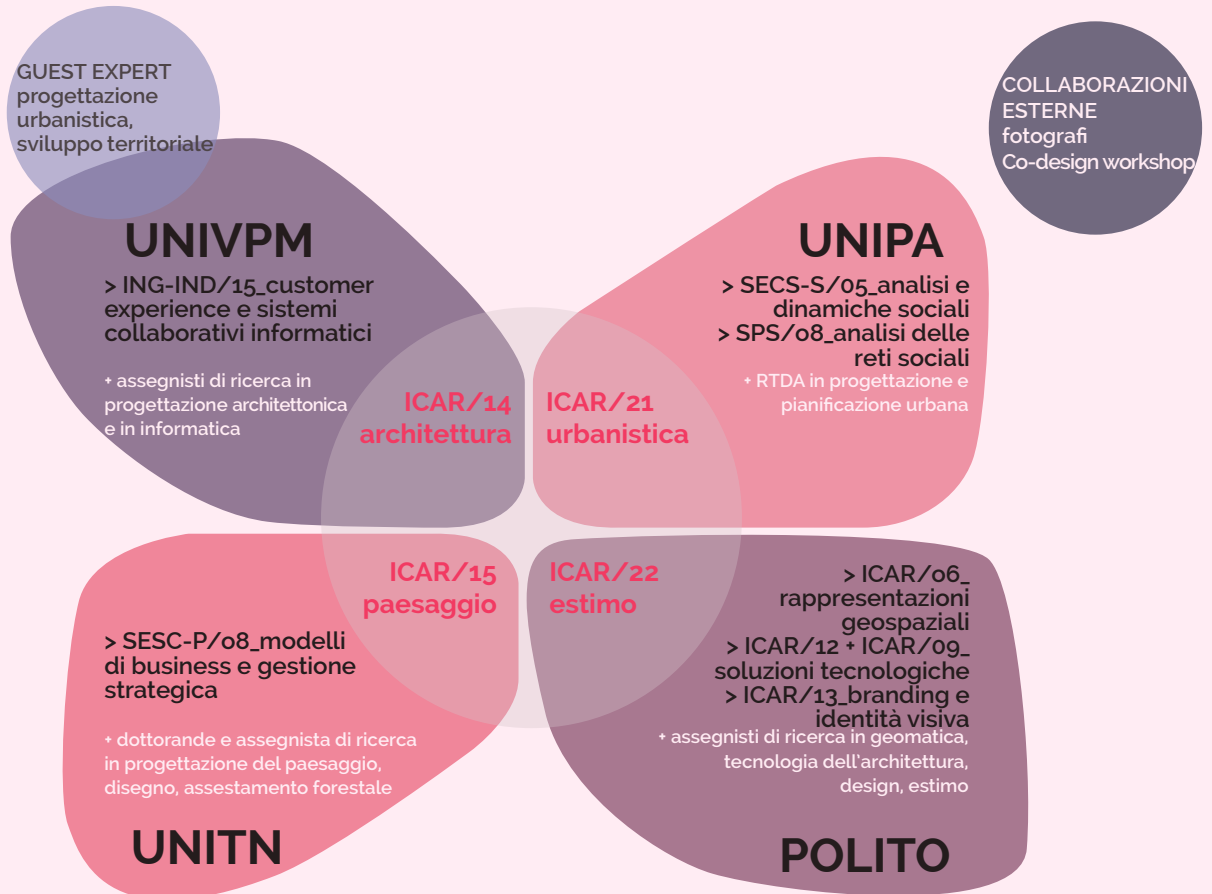 GUEST EXPERT
progettazione
urbanistica,
sviluppo territoriale
COLLABORAZIONI
ESTERNE
fotografi
Co-design workshop
UNIVPM
> ING-IND/15_customer
experience e sistemi
collaborativi informatici
+ assegnisti di ricerca in
progettazione architettonica
e in informatica
ICAR/14
architettura
UNIPA
> SECS-S/05_analisi e
dinamiche sociali
> SPS/08_analisi delle
reti sociali
+ RTDA in progettazione e
pianificazione urbana
ICAR/21
urbanistica
ICAR/15
paesaggio
> SESC-P/08_modelli
di business e gestione
strategica
+ dottorande e assegnista di ricerca
in progettazione del paesaggio,
disegno, assestamento forestale
UNITN
ICAR/22
estimo
> ICAR/06_
rappresentazioni
geospaziali
> ICAR/12 + ICAR/09_
soluzioni tecnologiche
> ICAR/13_branding e
identità visiva
+ assegnisti di ricerca in geomatica,
tecnologia dell'architettura,
design, estimo
POLITO